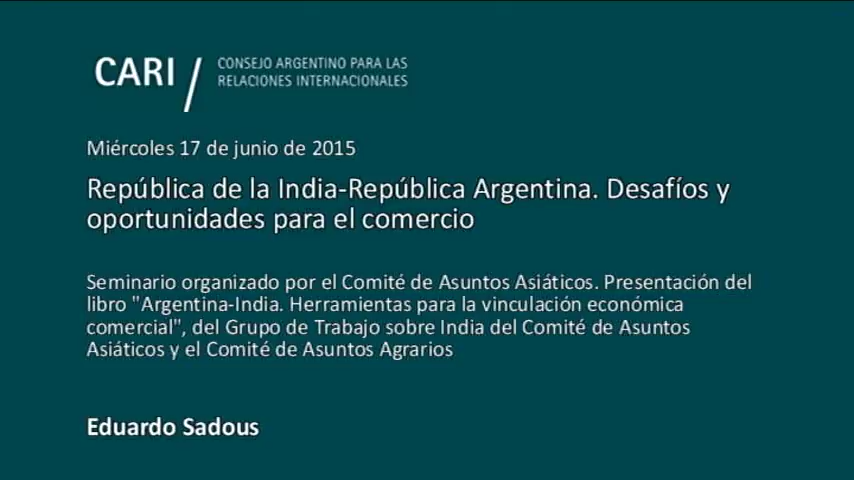 CARI/
CONSEJO ARGENTINO PARA LAS
RELACIONES INTERNACIONALES
Miércoles 17 de junio de 2015
República de la India-República Argentina. Desafíos y
oportunidades para el comercio
Seminario organizado por el Comité de Asuntos Asiáticos. Presentación del
libro "Argentina-India. Herramientas para la vinculación económica
comercial", del Grupo de Trabajo sobre India del Comité de Asuntos
Asiáticos y el Comité de Asuntos Agrarios
Eduardo Sadous